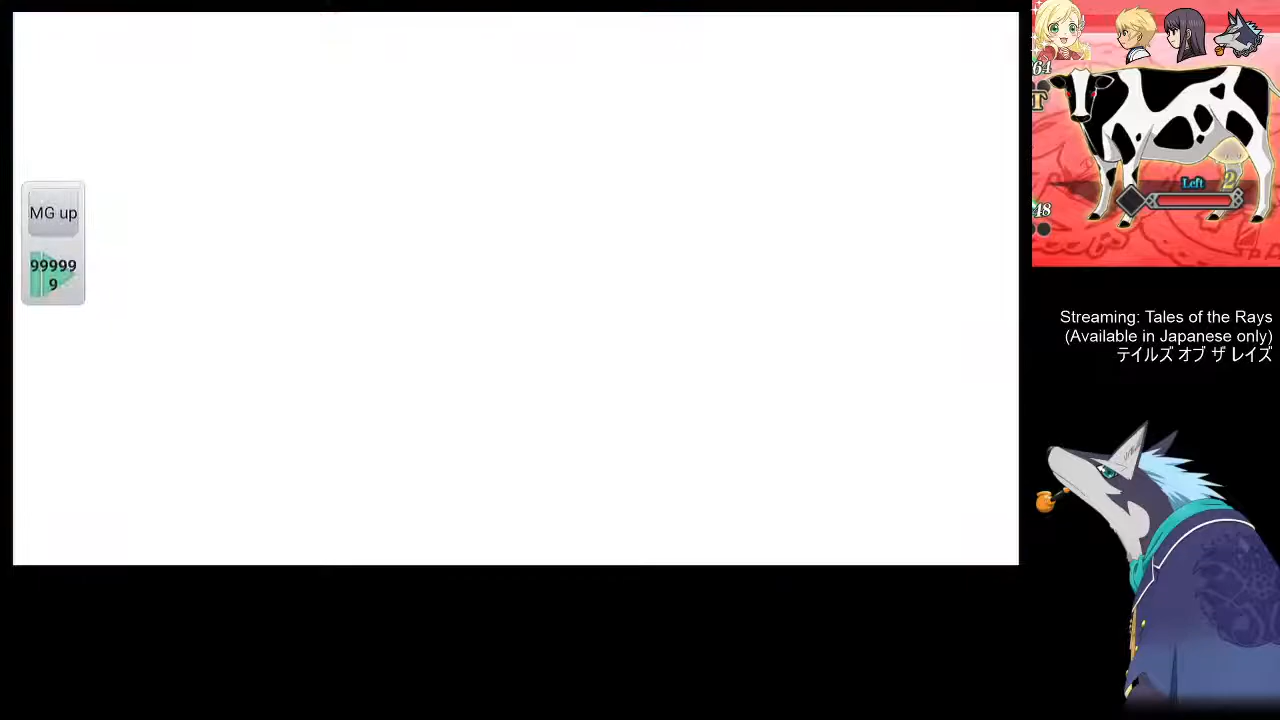 MG up
99999
9
64
T
Left 2
48
Streaming: Tales of the Rays
(Available in Japanese only)
テイルズ オブ ザ レイズ